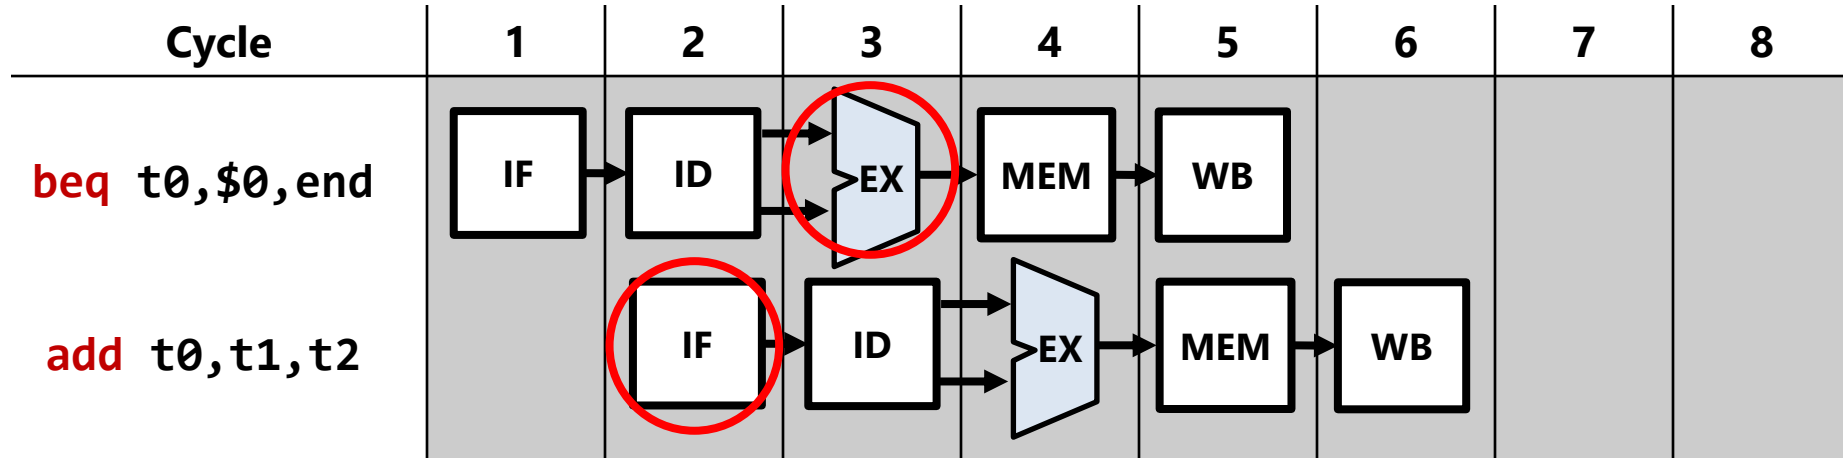 Cycle 1 2 3 4 5 6 7 8
beq t0,$0,end IF ID EX MEM WB
add t0,t1,t2 IF ID EX MEM WB